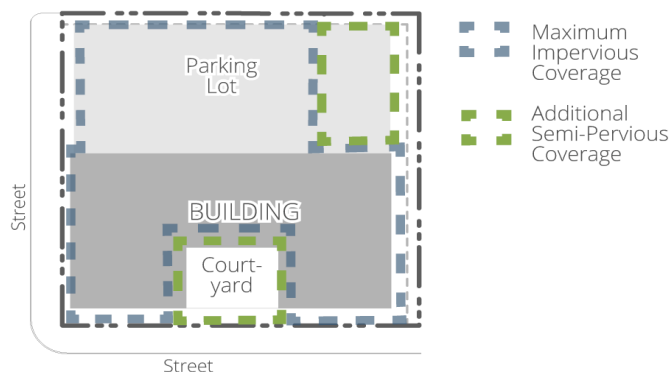 Parking
Lot
Maximum
Impervious
Coverage
Additional
Semi-Pervious
Coverage
Street
BUILDING
Court-
yard
Street